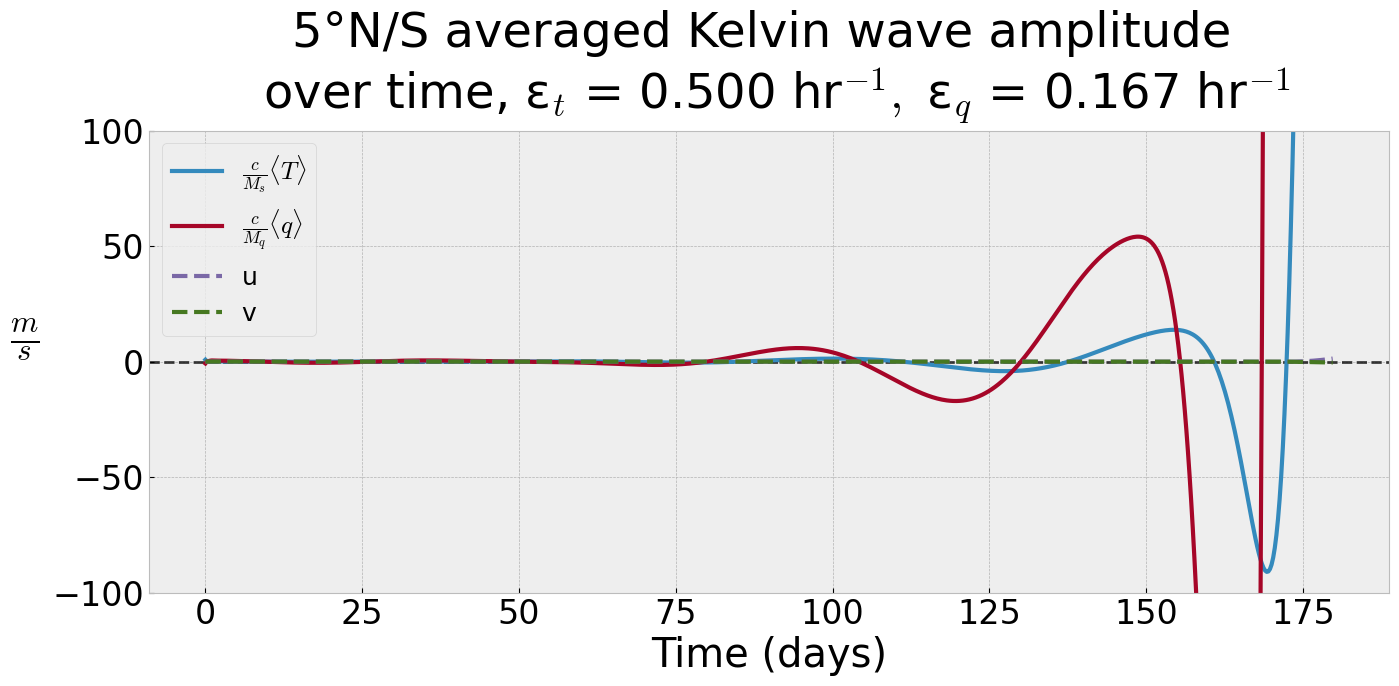 5°N/S averaged Kelvin wave amplitude
over time, ε_t = 0.500 hr⁻¹, ε_q = 0.167 hr⁻¹
100
50
0
−50
−100
m/s
c/M_s ⟨T⟩
c/M_q ⟨q⟩
u
v
0 25 50 75 100 125 150 175
Time (days)